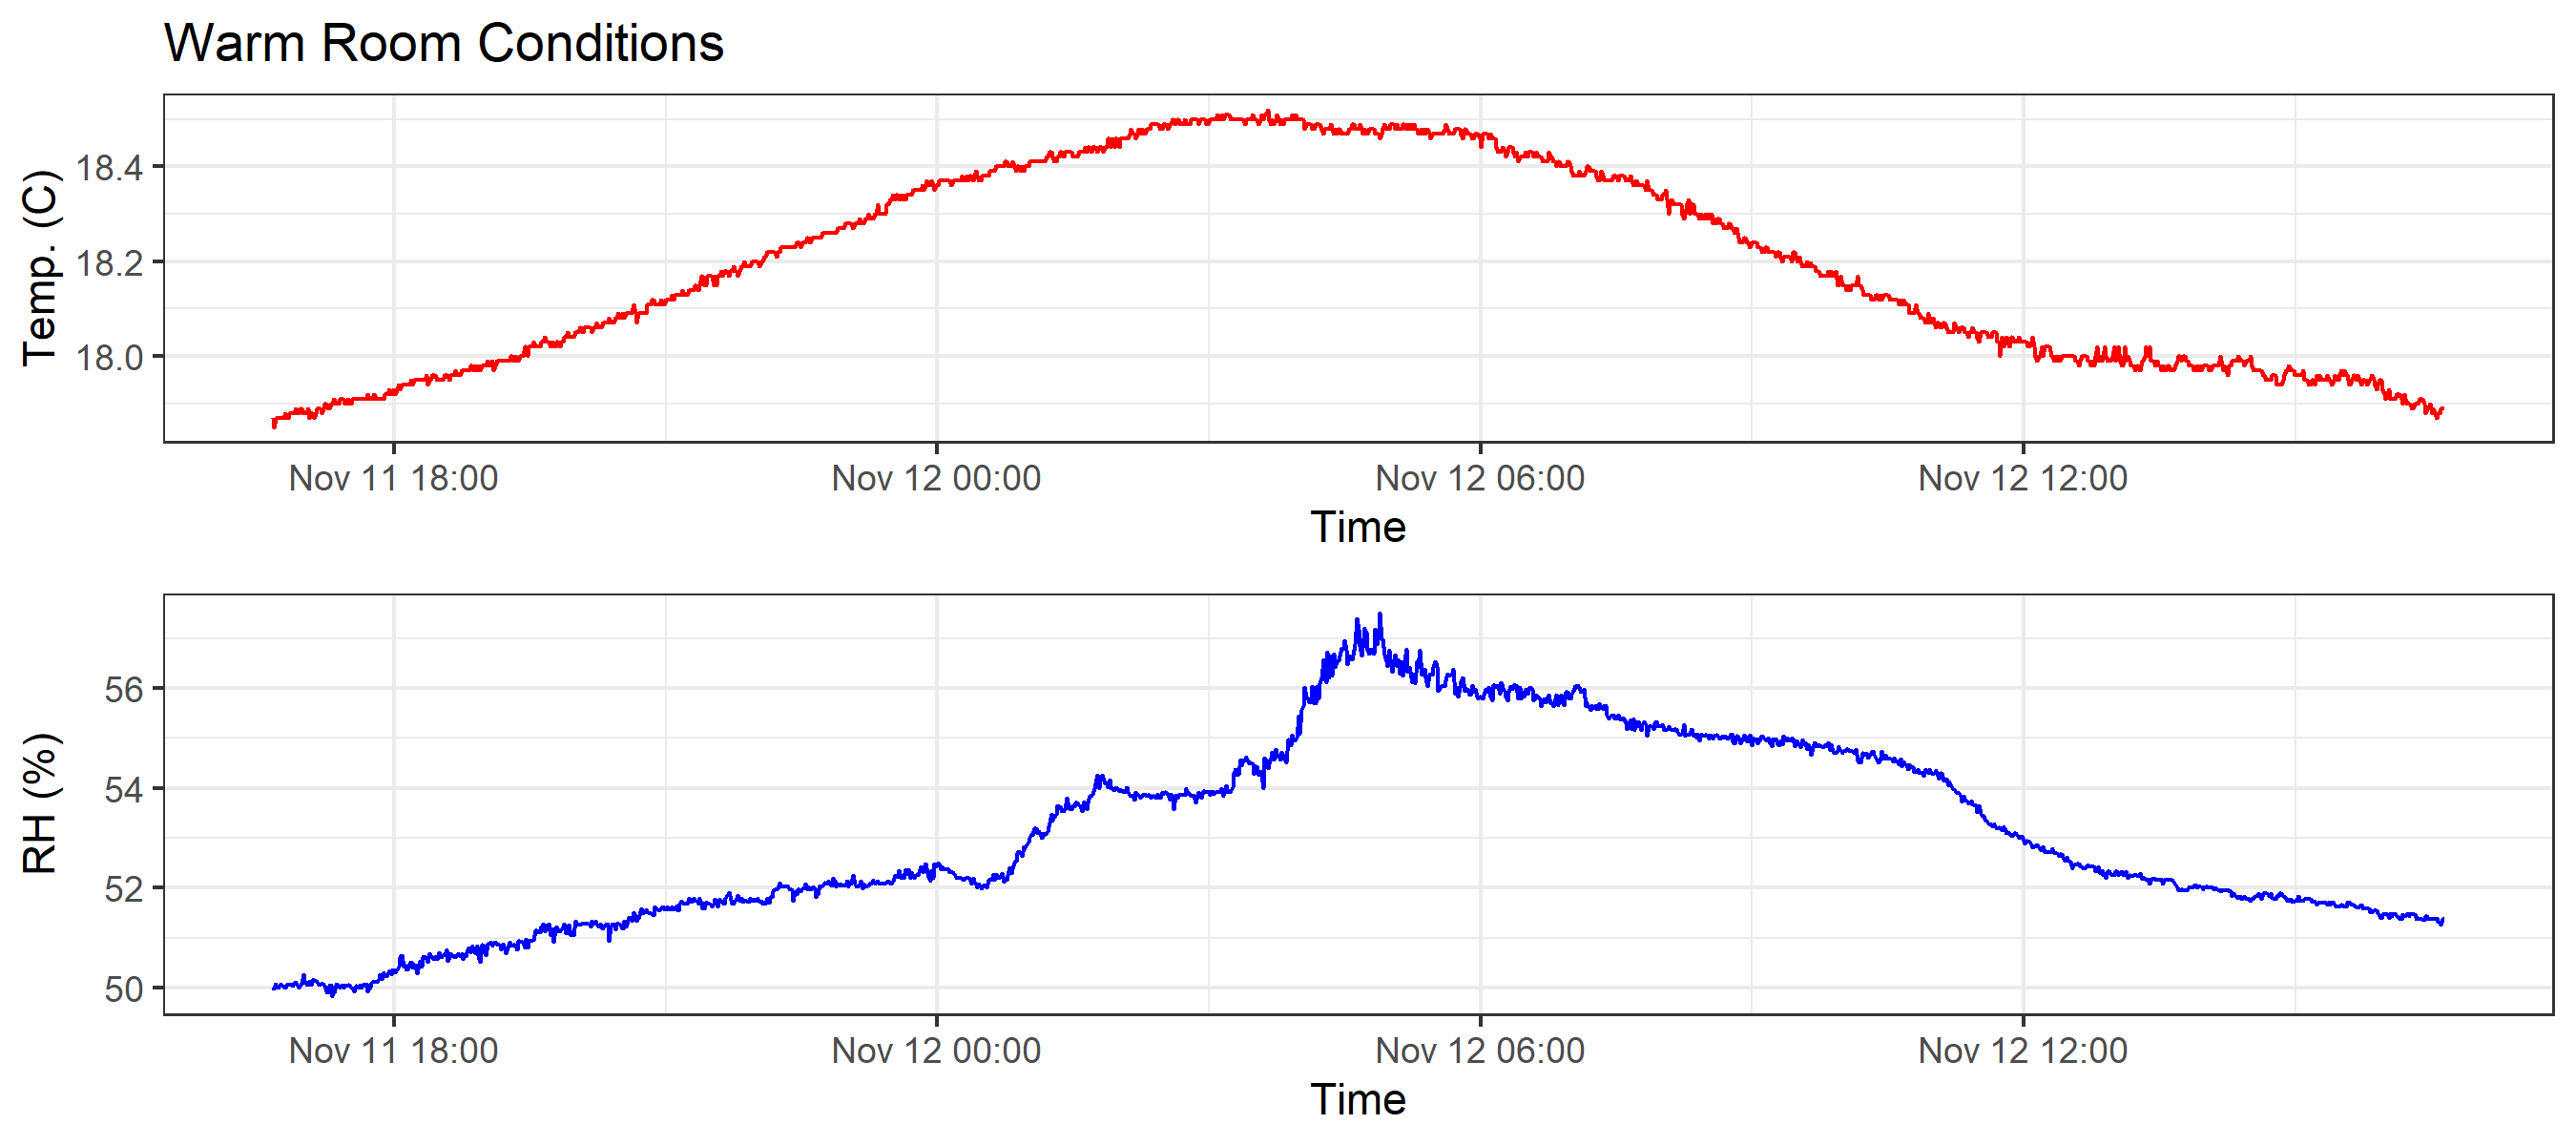 Warm Room Conditions
Temp. (C)
18.4
18.2
18.0
Nov 11 18:00 Nov 12 00:00 Nov 12 06:00 Nov 12 12:00
Time
RH (%)
56
54
52
50
Nov 11 18:00 Nov 12 00:00 Nov 12 06:00 Nov 12 12:00
Time